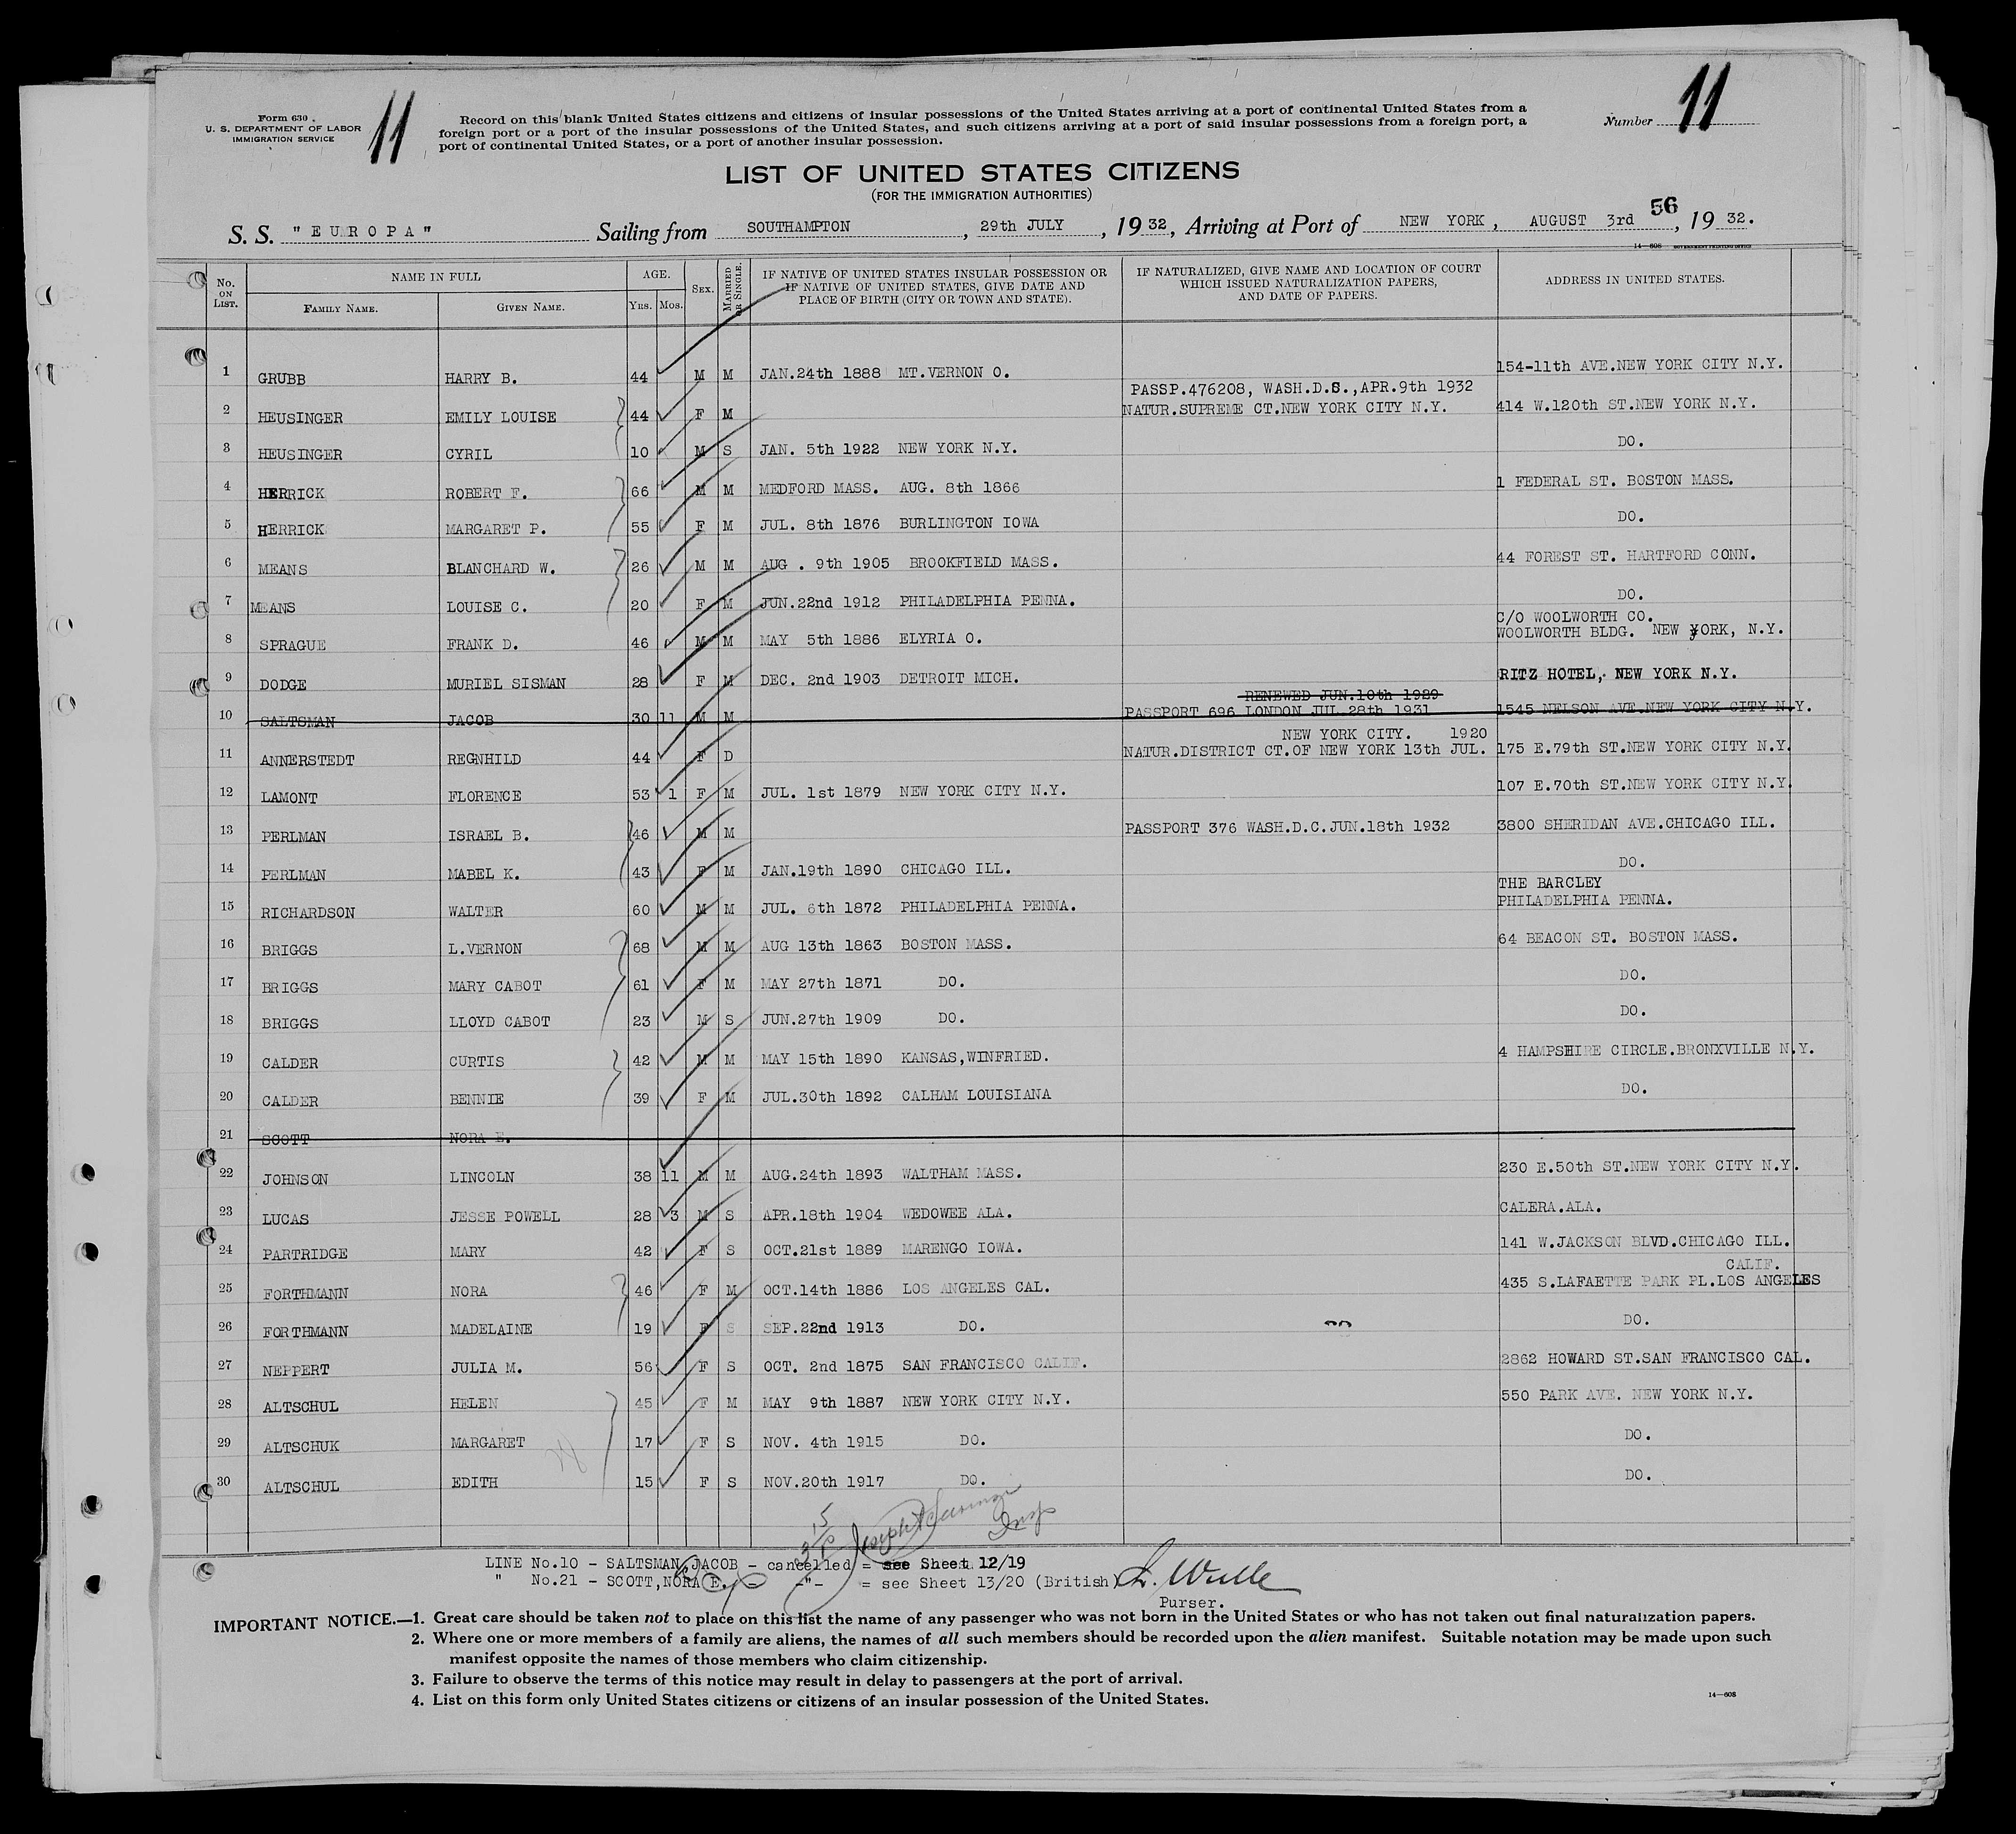 Form 630
U. S. DEPARTMENT OF LABOR
IMMIGRATION SERVICE
11
Record on this blank United States citizens and citizens of insular possessions of the United States arriving at a port of continental United States from a
foreign port or a port of the insular possessions of the United States, and such citizens arriving at a port of said insular possessions from a foreign port, a
port of continental United States, or a port of another insular possession.
Number 11
LIST OF UNITED STATES CITIZENS
(FOR THE IMMIGRATION AUTHORITIES)
56
S. S. "EUROPA" Sailing from SOUTHAMPTON, 29th JULY, 1932, Arriving at Port of NEW YORK, AUGUST 3rd, 1932.
14-608 GOVERNMENT PRINTING OFFICE
No. ON LIST. NAME IN FULL FAMILY NAME. GIVEN NAME. AGE. YRS. MOS. SEX. MARRIED OR SINGLE. IF NATIVE OF UNITED STATES INSULAR POSSESSION OR IF NATIVE OF UNITED STATES, GIVE DATE AND PLACE OF BIRTH (CITY OR TOWN AND STATE). IF NATURALIZED, GIVE NAME AND LOCATION OF COURT WHICH ISSUED NATURALIZATION PAPERS, AND DATE OF PAPERS. ADDRESS IN UNITED STATES.
1 GRUBB HARRY B. 44 M M JAN.24th 1888 MT.VERNON O. 154-11th AVE.NEW YORK CITY N.Y.
PASSP.476208, WASH.D.C.,APR.9th 1932
2 HEUSINGER EMILY LOUISE 44 F M NATUR.SUPREME CT.NEW YORK CITY N.Y. 414 W.120th ST.NEW YORK N.Y.
3 HEUSINGER CYRIL 10 M S JAN. 5th 1922 NEW YORK N.Y. DO.
4 HERRICK ROBERT F. 66 M M MEDFORD MASS. AUG. 8th 1866 1 FEDERAL ST. BOSTON MASS.
5 HERRICK MARGARET P. 55 F M JUL. 8th 1876 BURLINGTON IOWA DO.
6 MEANS BLANCHARD W. 26 M M AUG . 9th 1905 BROOKFIELD MASS. 44 FOREST ST. HARTFORD CONN.
7 MEANS LOUISE C. 20 F M JUN.22nd 1912 PHILADELPHIA PENNA. DO.
C/O WOOLWORTH CO.
8 SPRAGUE FRANK D. 46 M M MAY 5th 1886 ELYRIA O. WOOLWORTH BLDG. NEW YORK, N.Y.
9 DODGE MURIEL SISMAN 28 F M DEC. 2nd 1903 DETROIT MICH. RITZ HOTEL, NEW YORK N.Y.
RENEWED JUN.10th 1929
10 SALTSMAN JACOB 30 11 M M PASSPORT 696 LONDON JUL.28th 1931 1545 NELSON AVE.NEW YORK CITY N.Y.
NEW YORK CITY. 1920
11 ANNERSTEDT REGNHILD 44 F D NATUR.DISTRICT CT.OF NEW YORK 13th JUL. 175 E.79th ST.NEW YORK CITY N.Y.
12 LAMONT FLORENCE 53 1 F M JUL. 1st 1879 NEW YORK CITY N.Y. 107 E.70th ST.NEW YORK CITY N.Y.
13 PERLMAN ISRAEL B. 46 M M PASSPORT 376 WASH.D.C.JUN.18th 1932 3800 SHERIDAN AVE.CHICAGO ILL.
14 PERLMAN MABEL K. 43 F M JAN.19th 1890 CHICAGO ILL. DO.
THE BARCLEY
15 RICHARDSON WALTER 60 M M JUL. 6th 1872 PHILADELPHIA PENNA. PHILADELPHIA PENNA.
16 BRIGGS L.VERNON 68 M M AUG 13th 1863 BOSTON MASS. 64 BEACON ST. BOSTON MASS.
17 BRIGGS MARY CABOT 61 F M MAY 27th 1871 DO. DO.
18 BRIGGS LLOYD CABOT 23 M S JUN.27th 1909 DO. DO.
19 CALDER CURTIS 42 M M MAY 15th 1890 KANSAS,WINFRIED. 4 HAMPSHIRE CIRCLE.BRONXVILLE N.Y.
20 CALDER BENNIE 39 F M JUL.30th 1892 CALHAM LOUISIANA DO.
21 SCOTT NORA E.
22 JOHNSON LINCOLN 38 11 M M AUG.24th 1893 WALTHAM MASS. 230 E.50th ST.NEW YORK CITY N.Y.
23 LUCAS JESSE POWELL 28 3 M S APR.18th 1904 WEDOWEE ALA. CALERA.ALA.
24 PARTRIDGE MARY 42 F S OCT.21st 1889 MARENGO IOWA. 141 W.JACKSON BLVD.CHICAGO ILL.
CALIF.
25 FORTHMANN NORA 46 F M OCT.14th 1886 LOS ANGELES CAL. 435 S.LAFAETTE PARK PL.LOS ANGELES
26 FORTHMANN MADELAINE 19 F S SEP.22nd 1913 DO. DO.
27 NEPPERT JULIA M. 56 F S OCT. 2nd 1875 SAN FRANCISCO CALIF. 2862 HOWARD ST.SAN FRANCISCO CAL.
28 ALTSCHUL HELEN 45 F M MAY 9th 1887 NEW YORK CITY N.Y. 550 PARK AVE. NEW YORK N.Y.
29 ALTSCHUK MARGARET 17 F S NOV. 4th 1915 DO. DO.
30 ALTSCHUL EDITH 15 F S NOV.20th 1917 DO. DO.
Insp
LINE No.10 - SALTSMAN, JACOB - cancelled = see Sheet 12/19
" No.21 - SCOTT,NORA E. -"- = see Sheet 13/20 (British)
Purser.
IMPORTANT NOTICE.—1. Great care should be taken not to place on this list the name of any passenger who was not born in the United States or who has not taken out final naturalization papers.
2. Where one or more members of a family are aliens, the names of all such members should be recorded upon the alien manifest. Suitable notation may be made upon such
manifest opposite the names of those members who claim citizenship.
3. Failure to observe the terms of this notice may result in delay to passengers at the port of arrival.
4. List on this form only United States citizens or citizens of an insular possession of the United States.
14-608